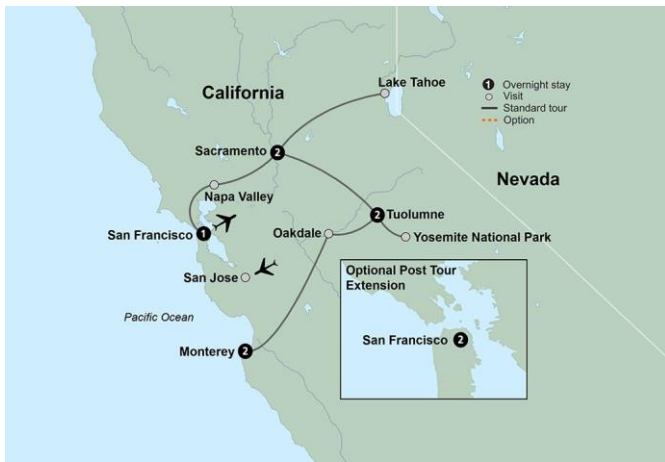 California
Lake Tahoe
1 Overnight stay
Visit
Standard tour
Option
Sacramento 2
Nevada
Napa Valley
2 Tuolumne
San Francisco 1
Oakdale
Yosemite National Park
San Jose
Optional Post Tour
Extension
Pacific Ocean
San Francisco 2
Monterey 2